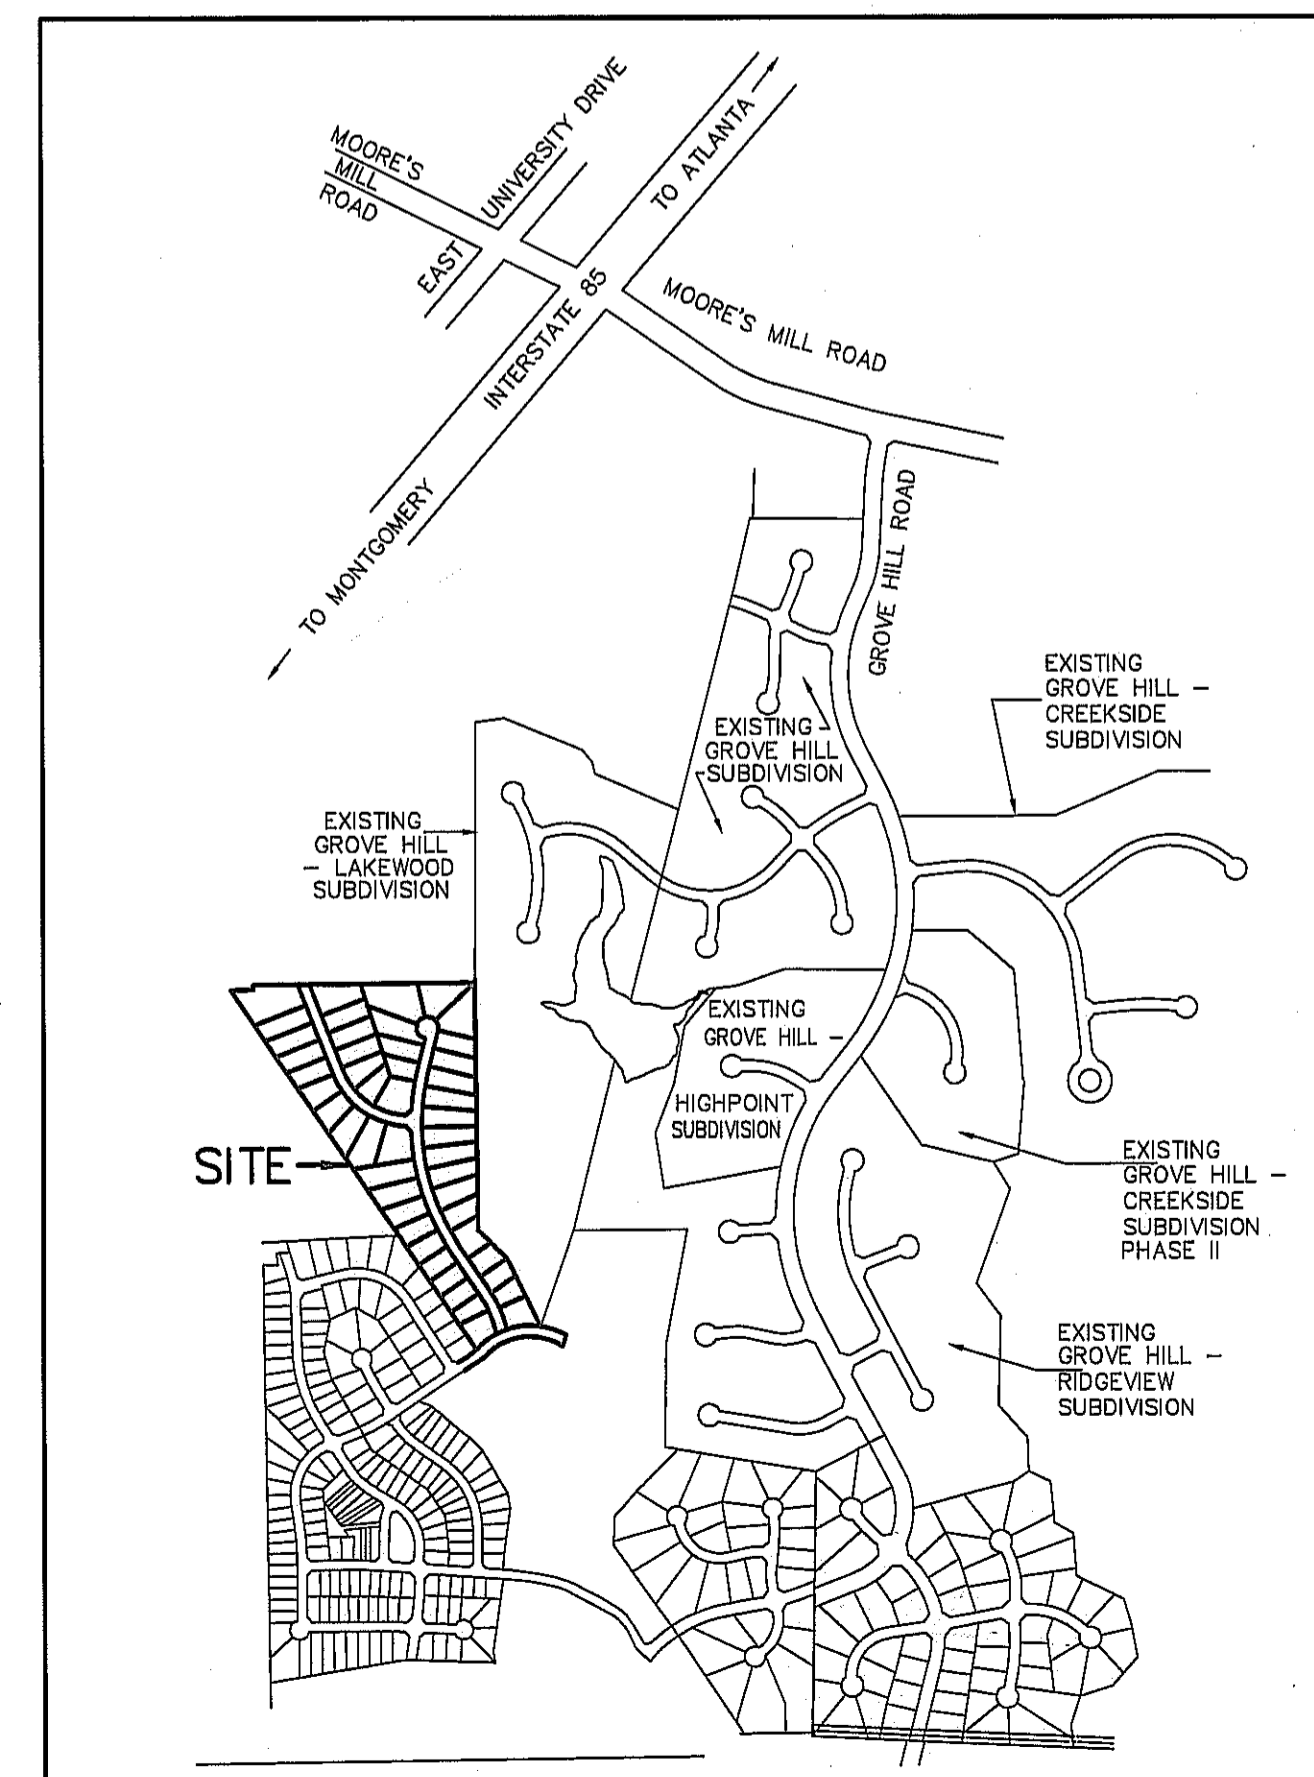 MOORE'S
MILL
ROAD
EAST
UNIVERSITY DRIVE
TO ATLANTA
INTERSTATE 85
TO MONTGOMERY
MOORE'S MILL ROAD
GROVE HILL ROAD
EXISTING
GROVE HILL –
CREEKSIDE
SUBDIVISION
EXISTING –
GROVE HILL
SUBDIVISION
EXISTING
GROVE HILL
– LAKEWOOD
SUBDIVISION
EXISTING
GROVE HILL –
HIGHPOINT
SUBDIVISION
SITE
EXISTING
GROVE HILL –
CREEKSIDE
SUBDIVISION
PHASE II
EXISTING
GROVE HILL –
RIDGEVIEW
SUBDIVISION